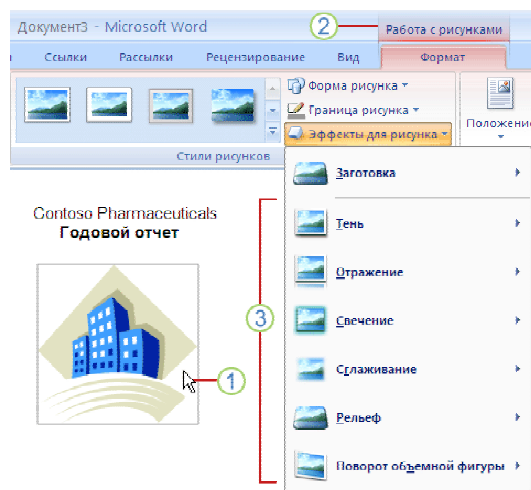 Документ3 - Microsoft Word
2
Работа с рисунками
Ссылки Рассылки Рецензирование Вид Формат
Форма рисунка
Граница рисунка
Эффекты для рисунка
Положение
Стили рисунков
Заготовка
Тень
Отражение
Свечение
Сглаживание
Рельеф
Поворот объемной фигуры
3
Contoso Pharmaceuticals
Годовой отчет
1